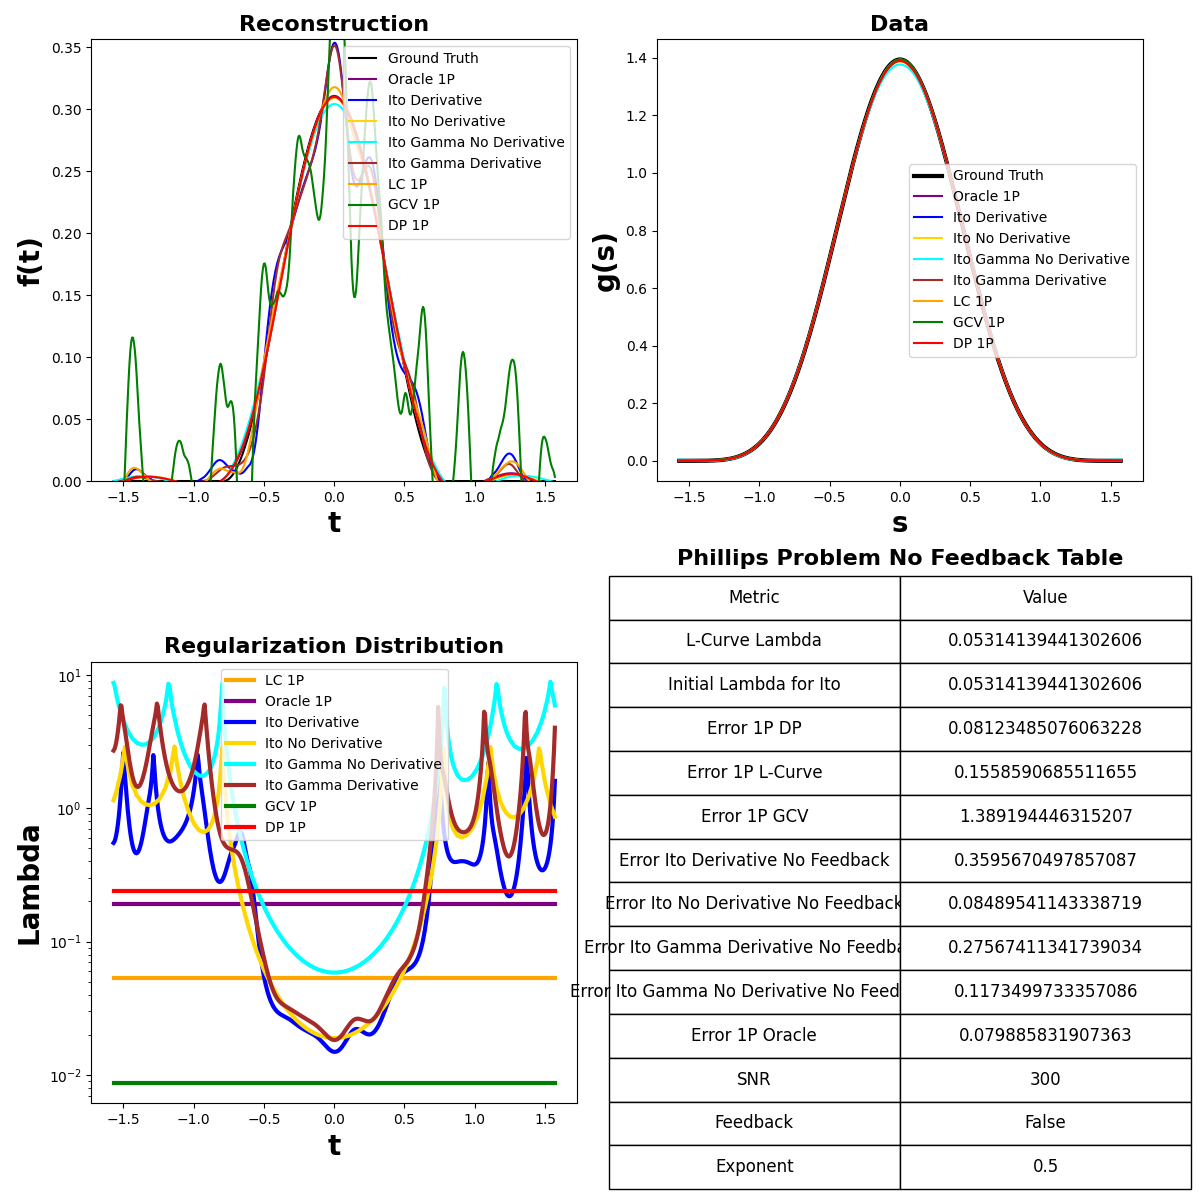 Reconstruction
f(t)
0.35
0.30
0.25
0.20
0.15
0.10
0.05
0.00
Ground Truth
Oracle 1P
Ito Derivative
Ito No Derivative
Ito Gamma No Derivative
Ito Gamma Derivative
LC 1P
GCV 1P
DP 1P
−1.5 −1.0 −0.5 0.0 0.5 1.0 1.5
t
Data
g(s)
1.4
1.2
1.0
0.8
0.6
0.4
0.2
0.0
Ground Truth
Oracle 1P
Ito Derivative
Ito No Derivative
Ito Gamma No Derivative
Ito Gamma Derivative
LC 1P
GCV 1P
DP 1P
−1.5 −1.0 −0.5 0.0 0.5 1.0 1.5
s
Regularization Distribution
Lambda
10^1
10^0
10^−1
10^−2
LC 1P
Oracle 1P
Ito Derivative
Ito No Derivative
Ito Gamma No Derivative
Ito Gamma Derivative
GCV 1P
DP 1P
−1.5 −1.0 −0.5 0.0 0.5 1.0 1.5
t
Phillips Problem No Feedback Table
Metric Value
L-Curve Lambda 0.05314139441302606
Initial Lambda for Ito 0.05314139441302606
Error 1P DP 0.08123485076063228
Error 1P L-Curve 0.1558590685511655
Error 1P GCV 1.389194446315207
Error Ito Derivative No Feedback 0.3595670497857087
Error Ito No Derivative No Feedback 0.08489541143338719
Error Ito Gamma Derivative No Feedba 0.27567411341739034
Error Ito Gamma No Derivative No Feed 0.1173499733357086
Error 1P Oracle 0.079885831907363
SNR 300
Feedback False
Exponent 0.5